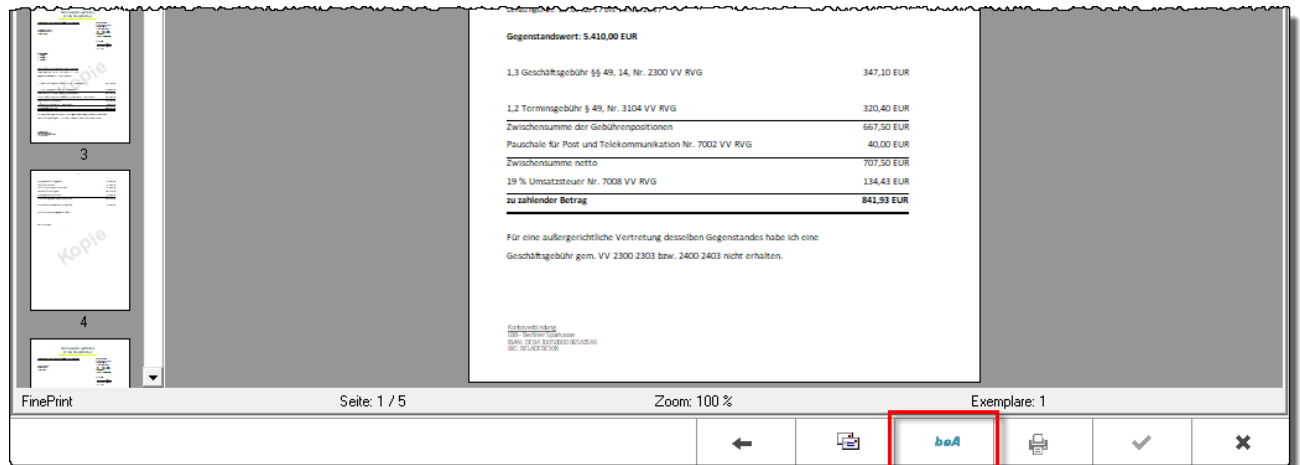 Gegenstandswert: 5.410,00 EUR
1,3 Geschäftsgebühr §§ 49, 14, Nr. 2300 VV RVG 347,10 EUR
1,2 Terminsgebühr § 49, Nr. 3104 VV RVG 320,40 EUR
Zwischensumme der Gebührenpositionen 667,50 EUR
Pauschale für Post und Telekommunikation Nr. 7002 VV RVG 40,00 EUR
Zwischensumme netto 707,50 EUR
19 % Umsatzsteuer Nr. 7008 VV RVG 134,43 EUR
zu zahlender Betrag 841,93 EUR
Für eine außergerichtliche Vertretung desselben Gegenstandes habe ich eine
Geschäftsgebühr gem. VV 2300 2303 bzw. 2400 2403 nicht erhalten.
Kontoverbindung
Berliner Sparkasse
Kopie
3
Kopie
4
FinePrint Seite: 1 / 5 Zoom: 100 % Exemplare: 1
beA